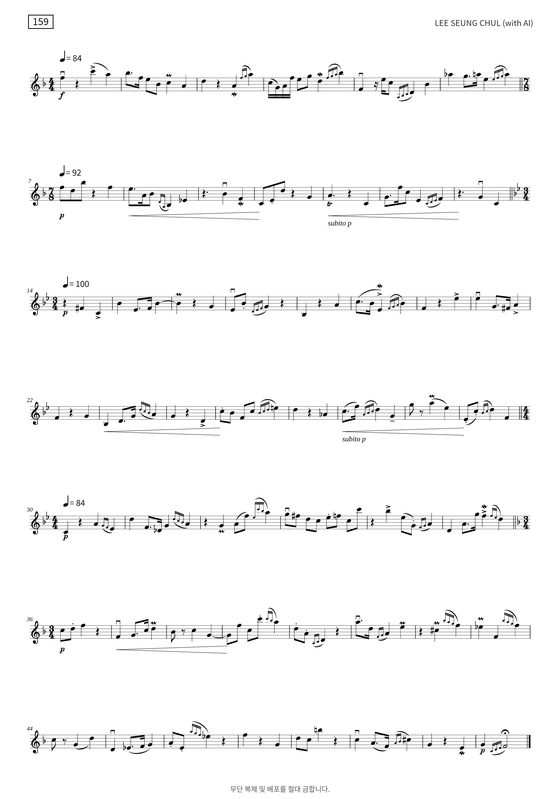 159
LEE SEUNG CHUL (with AI)
= 84
f
7
= 92
p
subito p
14
= 100
p
22
subito p
30
= 84
p
36
p
44
p
무단 복제 및 배포를 절대 금합니다.